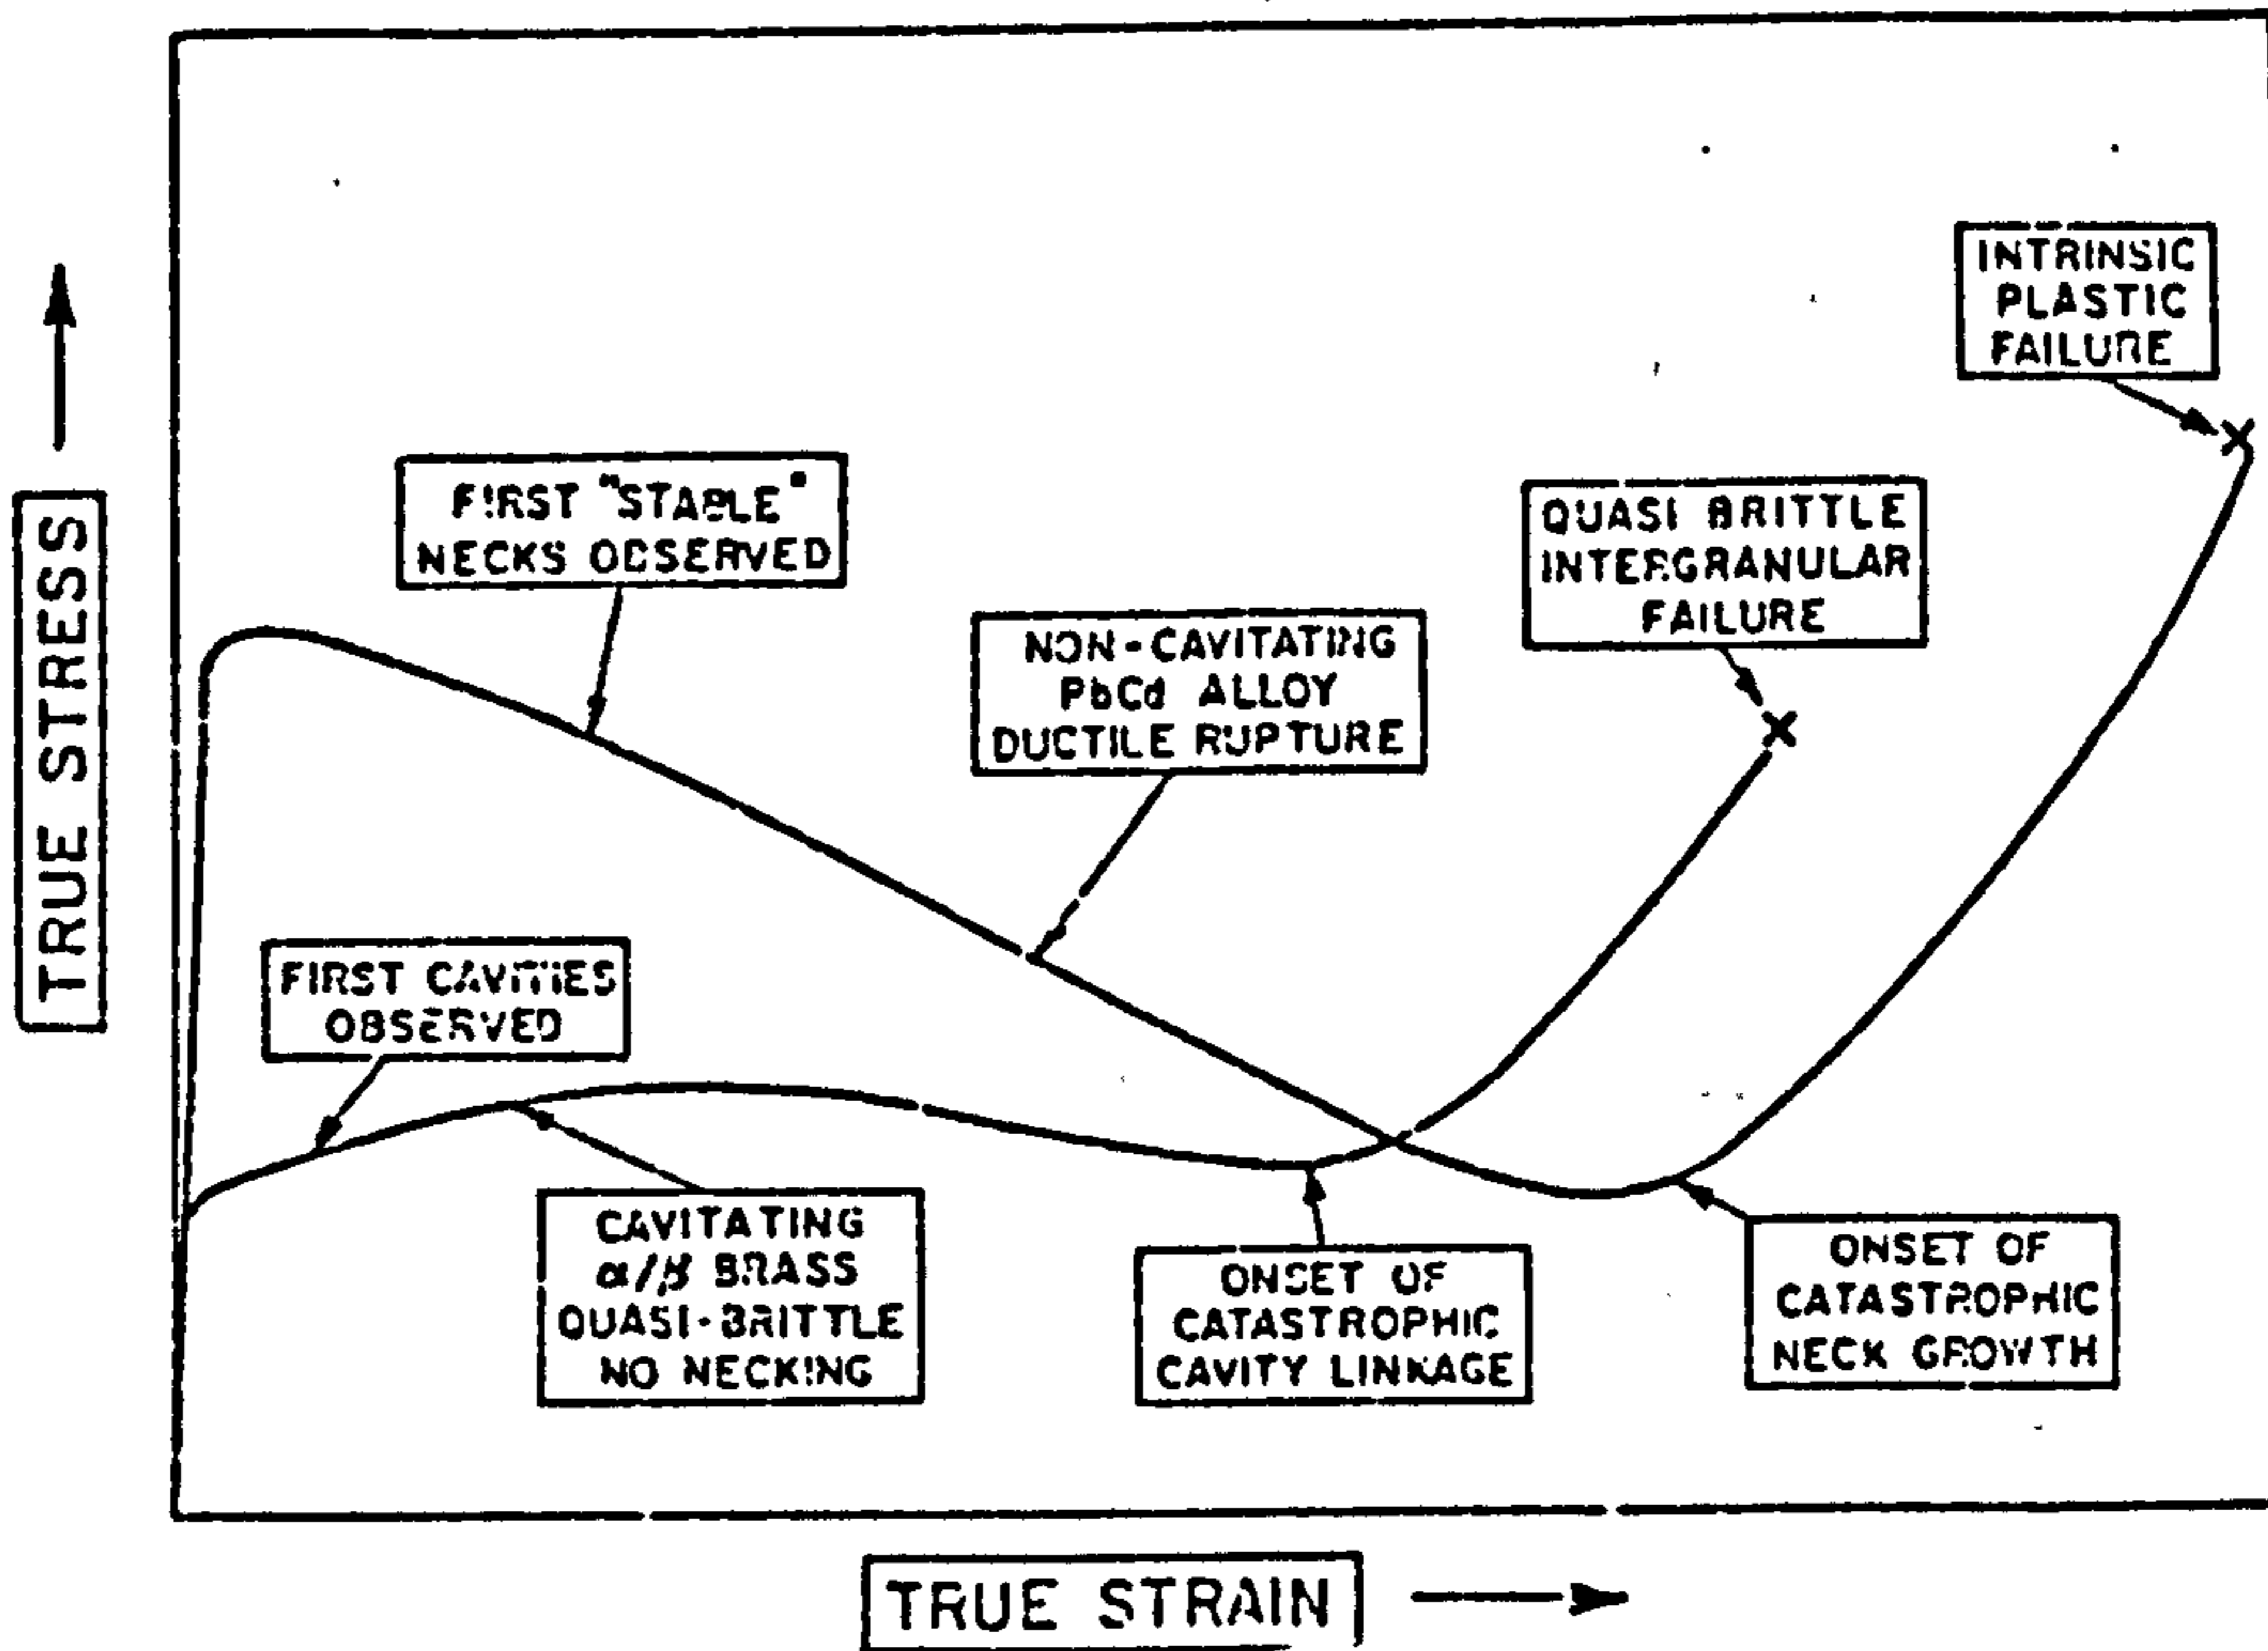 TRUE STRESS
INTRINSIC
PLASTIC
FAILURE
FIRST "STABLE"
NECKS OBSERVED
QUASI BRITTLE
INTERGRANULAR
FAILURE
NON-CAVITATING
PbCd ALLOY
DUCTILE RUPTURE
FIRST CAVITIES
OBSERVED
CAVITATING
α/β BRASS
QUASI-BRITTLE
NO NECKING
ONSET OF
CATASTROPHIC
CAVITY LINKAGE
ONSET OF
CATASTROPHIC
NECK GROWTH
TRUE STRAIN